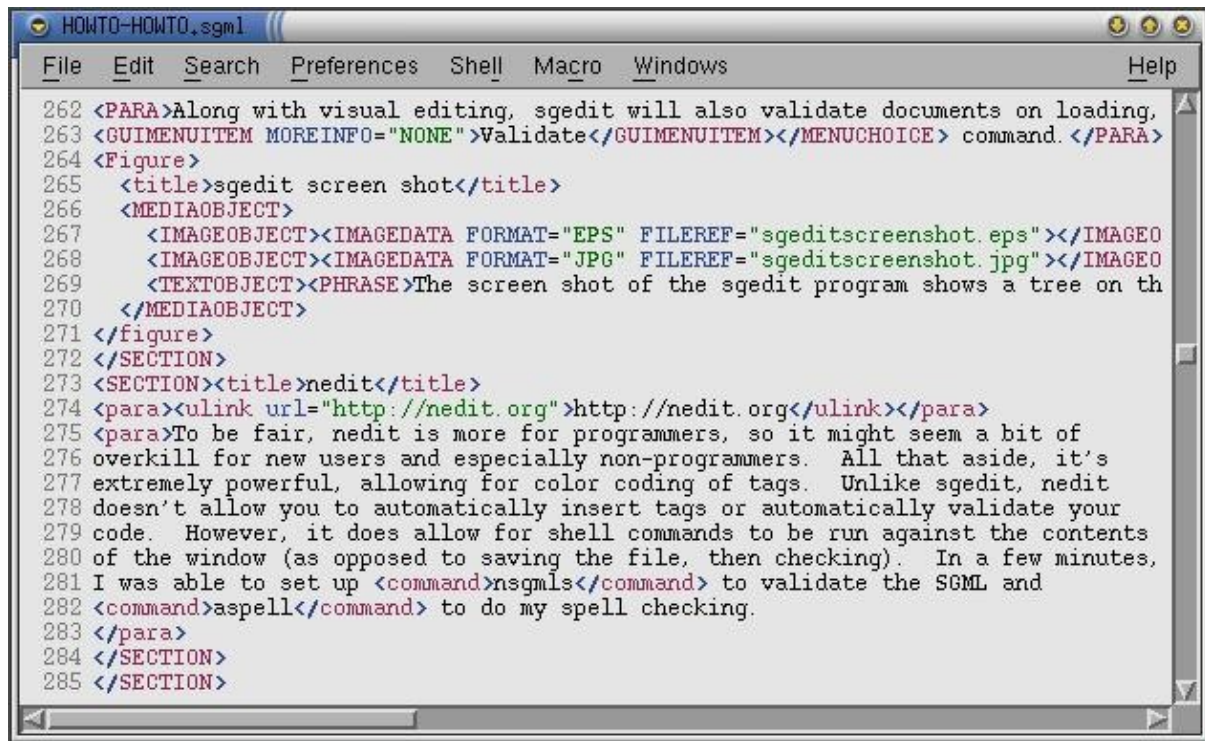 HOWTO-HOWTO.sgml
File Edit Search Preferences Shell Macro Windows Help
262 <PARA>Along with visual editing, sgedit will also validate documents on loading,
263 <GUIMENUITEM MOREINFO="NONE">Validate</GUIMENUITEM></MENUCHOICE> command. </PARA>
264 <Figure>
265   <title>sgedit screen shot</title>
266   <MEDIAOBJECT>
267     <IMAGEOBJECT><IMAGEDATA FORMAT="EPS" FILEREF="sgeditscreenshot.eps"></IMAGEO
268     <IMAGEOBJECT><IMAGEDATA FORMAT="JPG" FILEREF="sgeditscreenshot.jpg"></IMAGEO
269     <TEXTOBJECT><PHRASE>The screen shot of the sgedit program shows a tree on th
270   </MEDIAOBJECT>
271 </figure>
272 </SECTION>
273 <SECTION><title>nedit</title>
274 <para><ulink url="http://nedit.org">http://nedit.org</ulink></para>
275 <para>To be fair, nedit is more for programmers, so it might seem a bit of
276 overkill for new users and especially non-programmers.  All that aside, it's
277 extremely powerful, allowing for color coding of tags.  Unlike sgedit, nedit
278 doesn't allow you to automatically insert tags or automatically validate your
279 code.  However, it does allow for shell commands to be run against the contents
280 of the window (as opposed to saving the file, then checking).  In a few minutes,
281 I was able to set up <command>nsgmls</command> to validate the SGML and
282 <command>aspell</command> to do my spell checking.
283 </para>
284 </SECTION>
285 </SECTION>